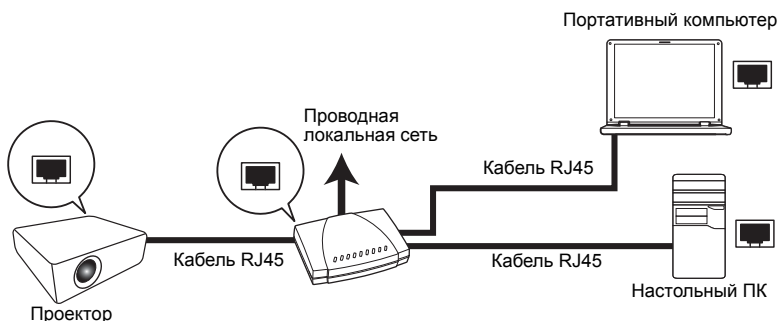 Портативный компьютер
Проводная
локальная сеть
Кабель RJ45
Кабель RJ45
Кабель RJ45
Настольный ПК
Проектор